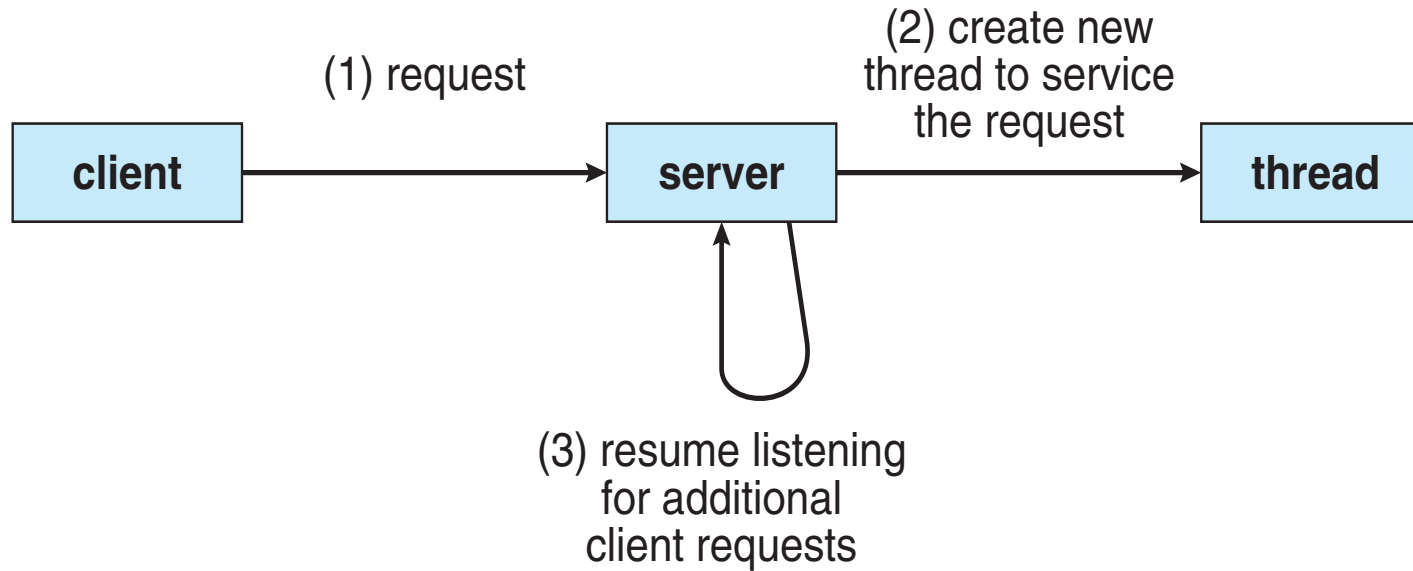 (1) request
(2) create new
thread to service
the request
client
server
thread
(3) resume listening
for additional
client requests